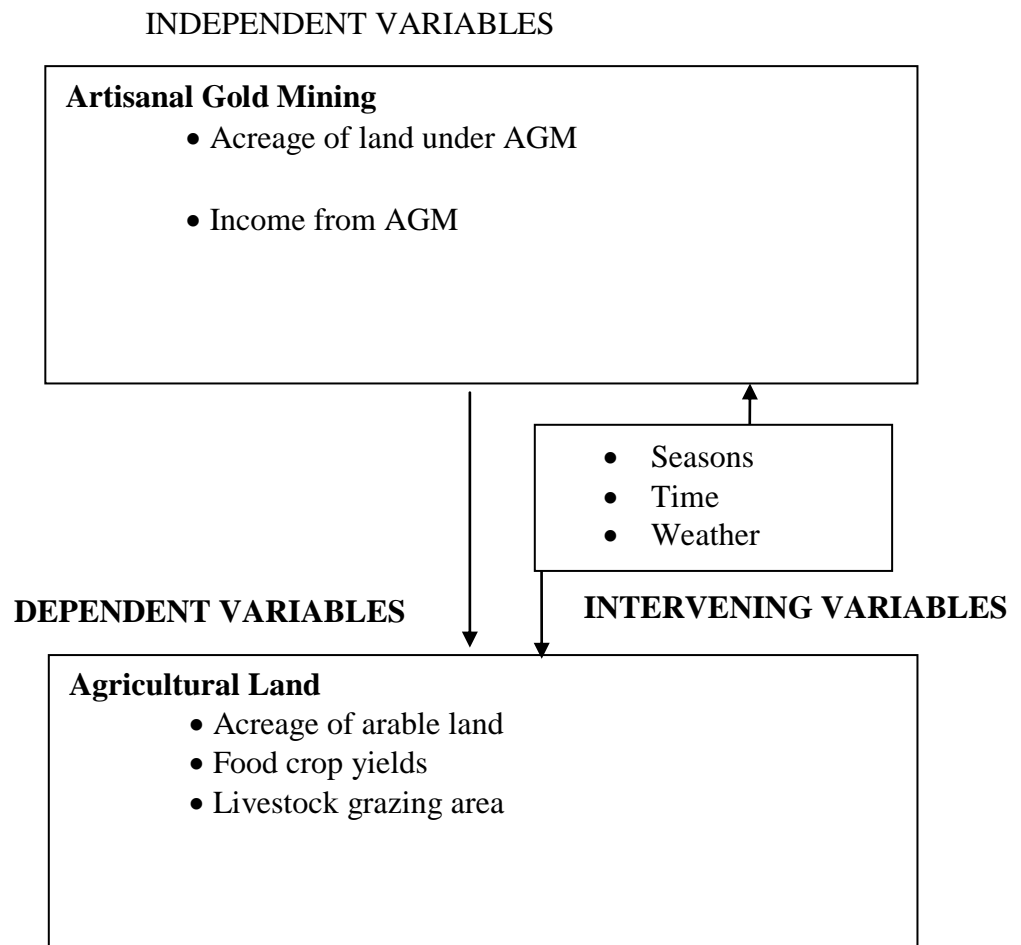 INDEPENDENT VARIABLES
Artisanal Gold Mining
• Acreage of land under AGM
• Income from AGM
• Seasons
• Time
• Weather
DEPENDENT VARIABLES
INTERVENING VARIABLES
Agricultural Land
• Acreage of arable land
• Food crop yields
• Livestock grazing area